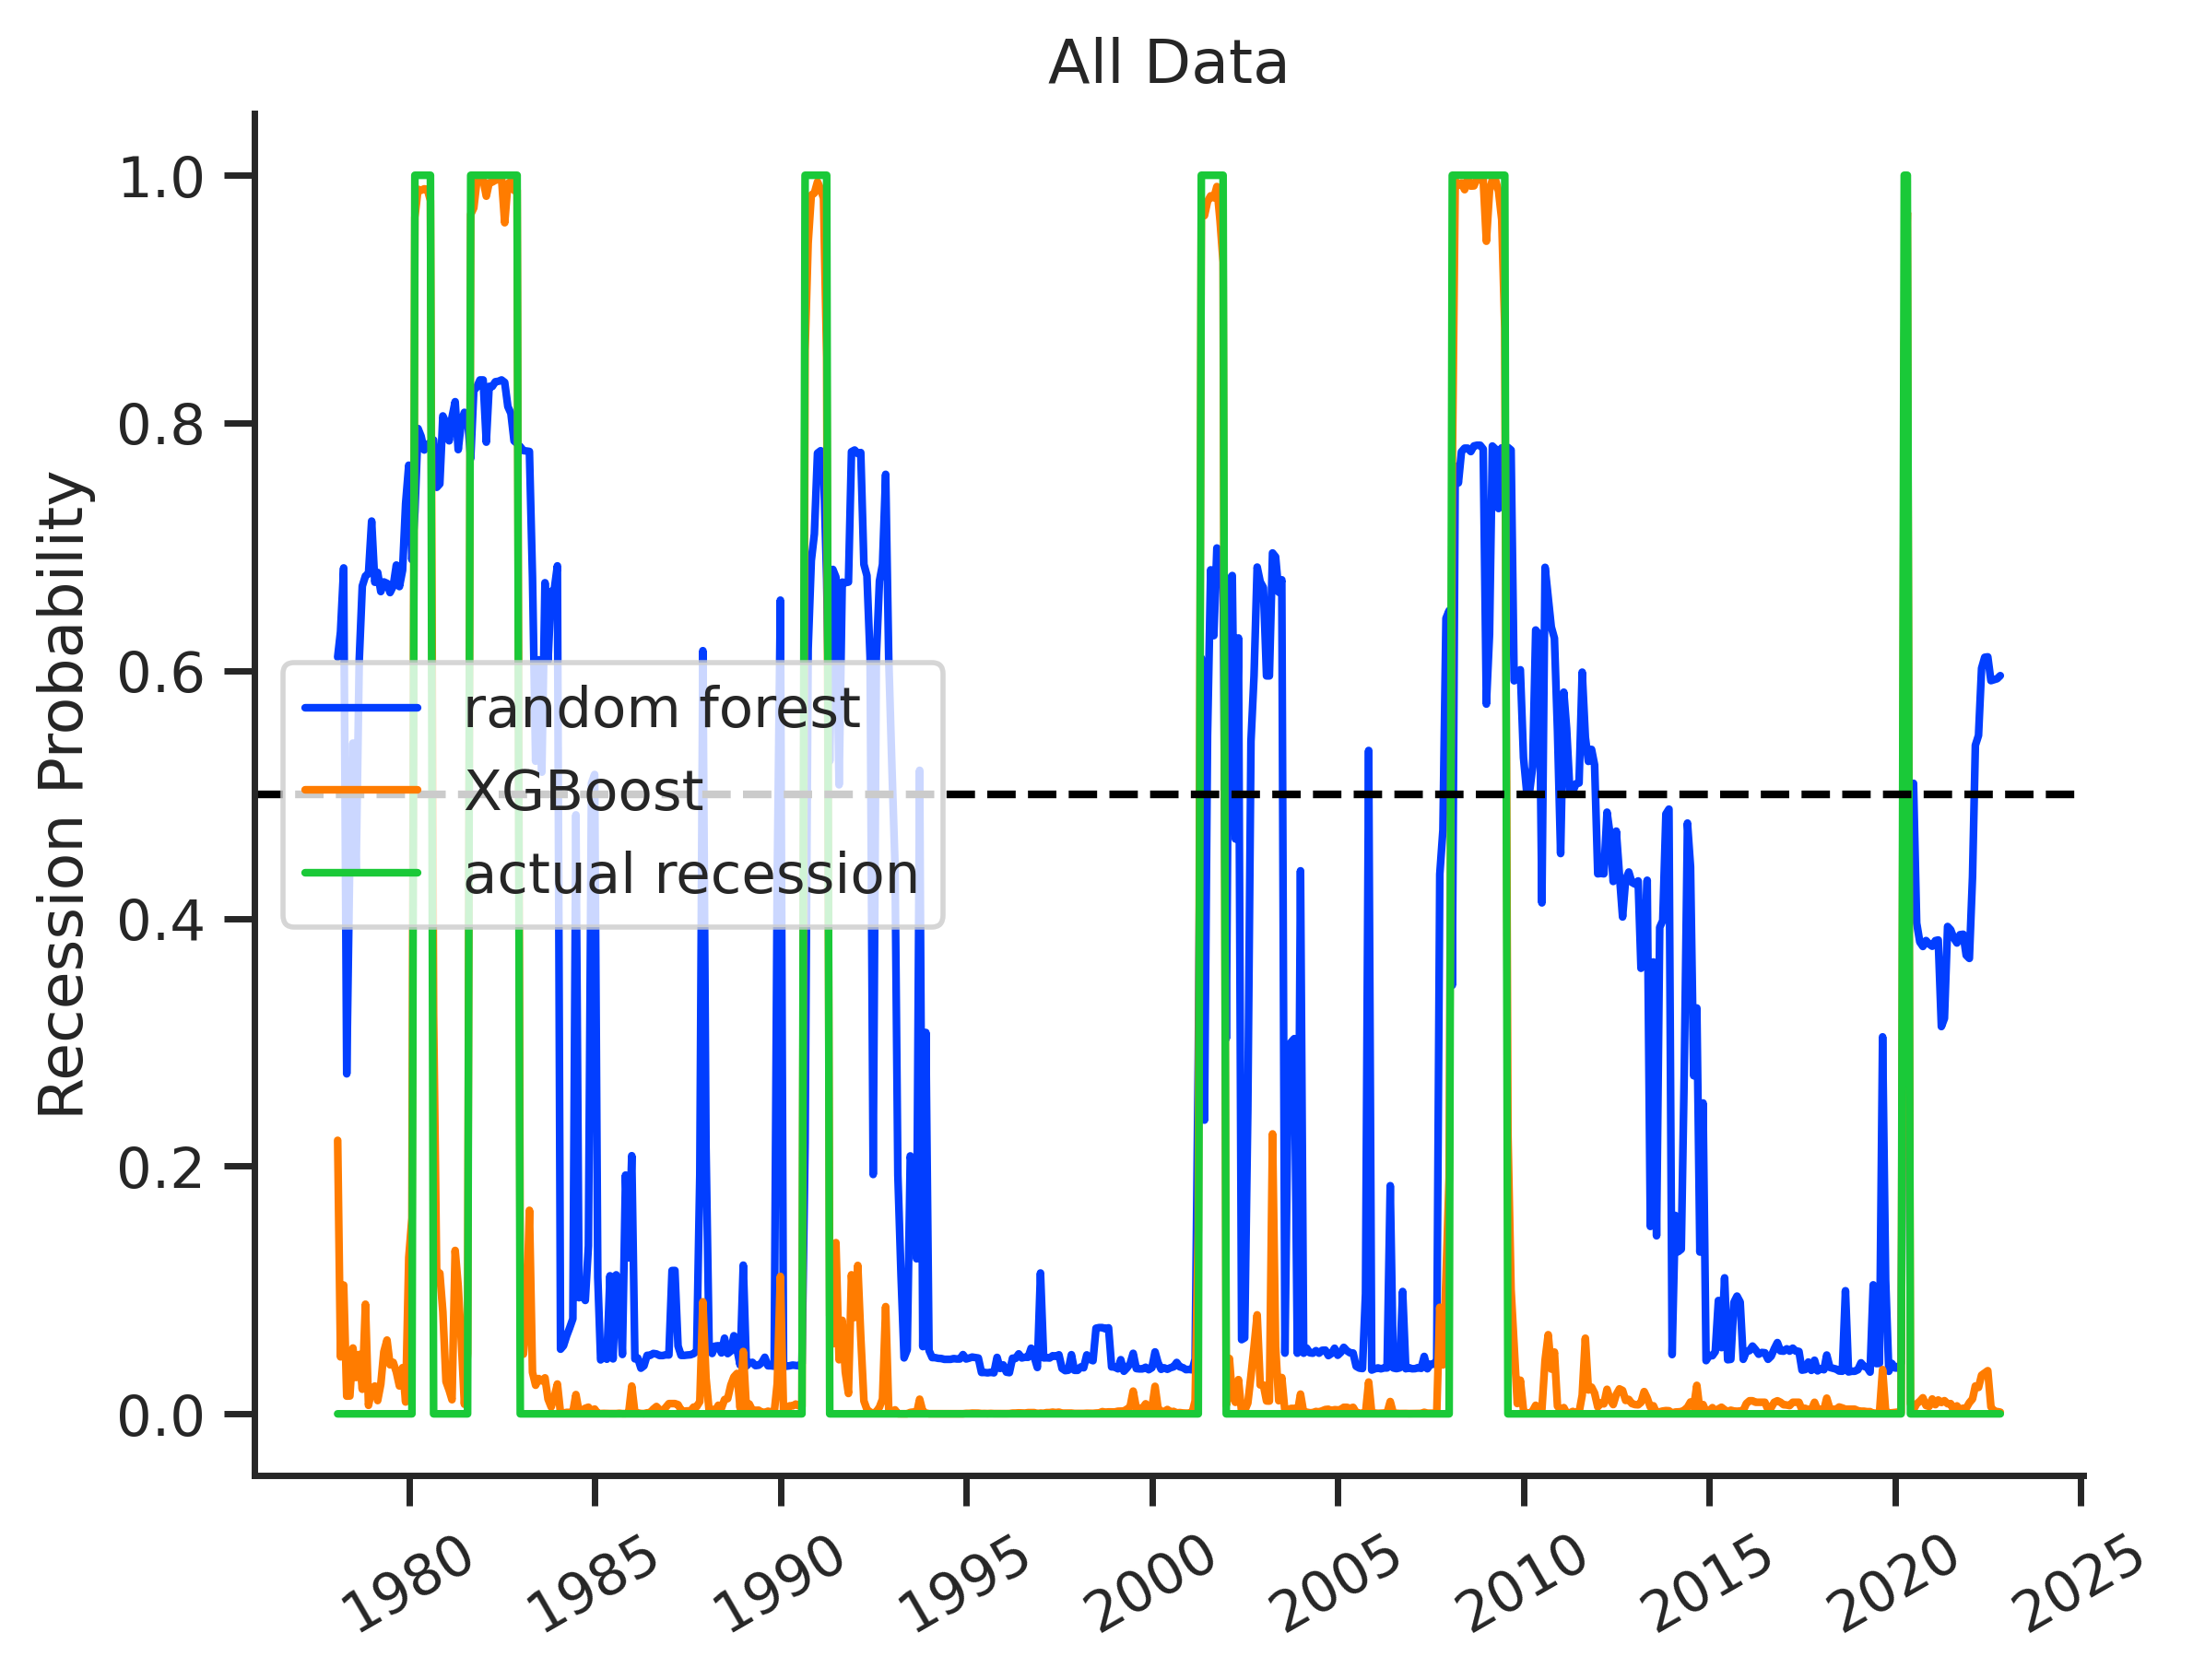 All Data
Recession Probability
1.0
0.8
0.6
0.4
0.2
0.0
random forest
XGBoost
actual recession
1980 1985 1990 1995 2000 2005 2010 2015 2020 2025